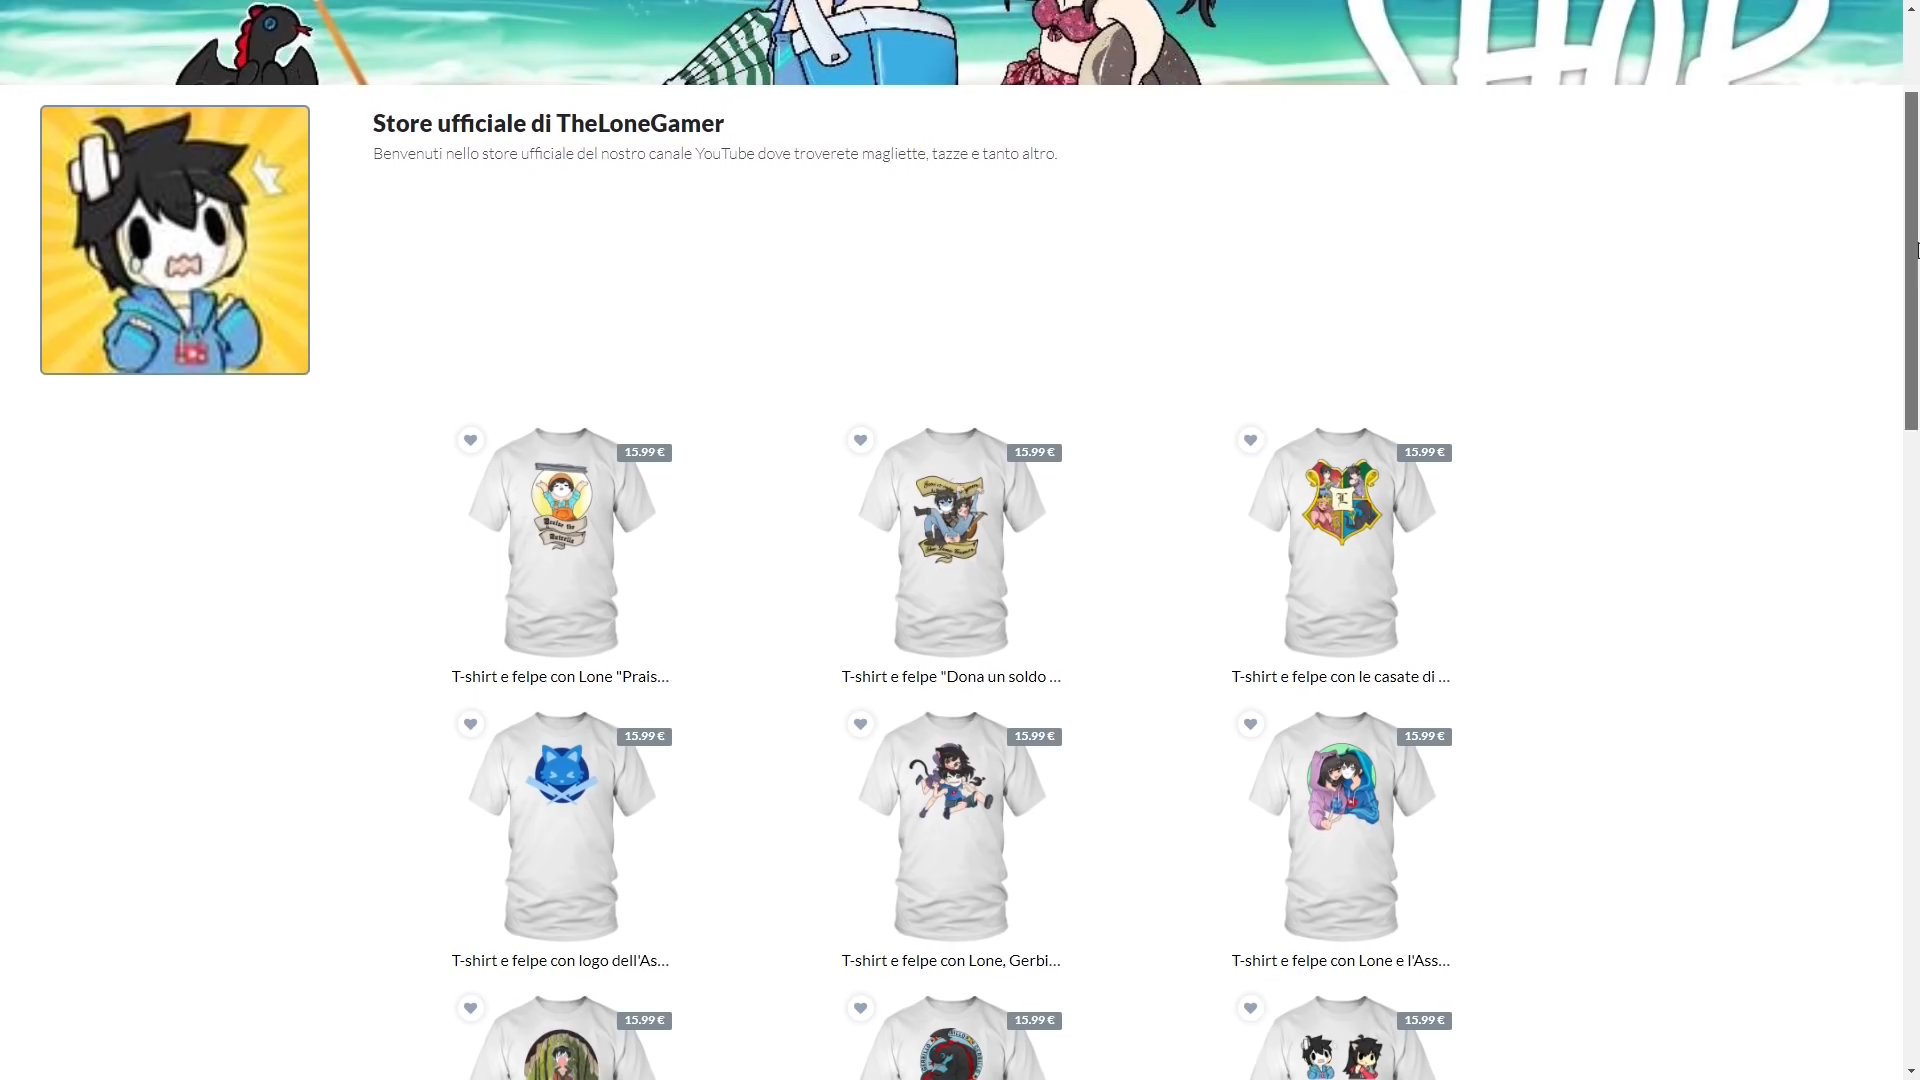 SHOP
Store ufficiale di TheLoneGamer
Benvenuti nello store ufficiale del nostro canale YouTube dove troverete magliette, tazze e tanto altro.
15.99 €
15.99 €
15.99 €
Praise the
L
T-shirt e felpe con Lone "Prais...
T-shirt e felpe "Dona un soldo ...
T-shirt e felpe con le casate di ...
15.99 €
15.99 €
15.99 €
T-shirt e felpe con logo dell'As...
T-shirt e felpe con Lone, Gerbi...
T-shirt e felpe con Lone e l'Ass...
15.99 €
15.99 €
15.99 €